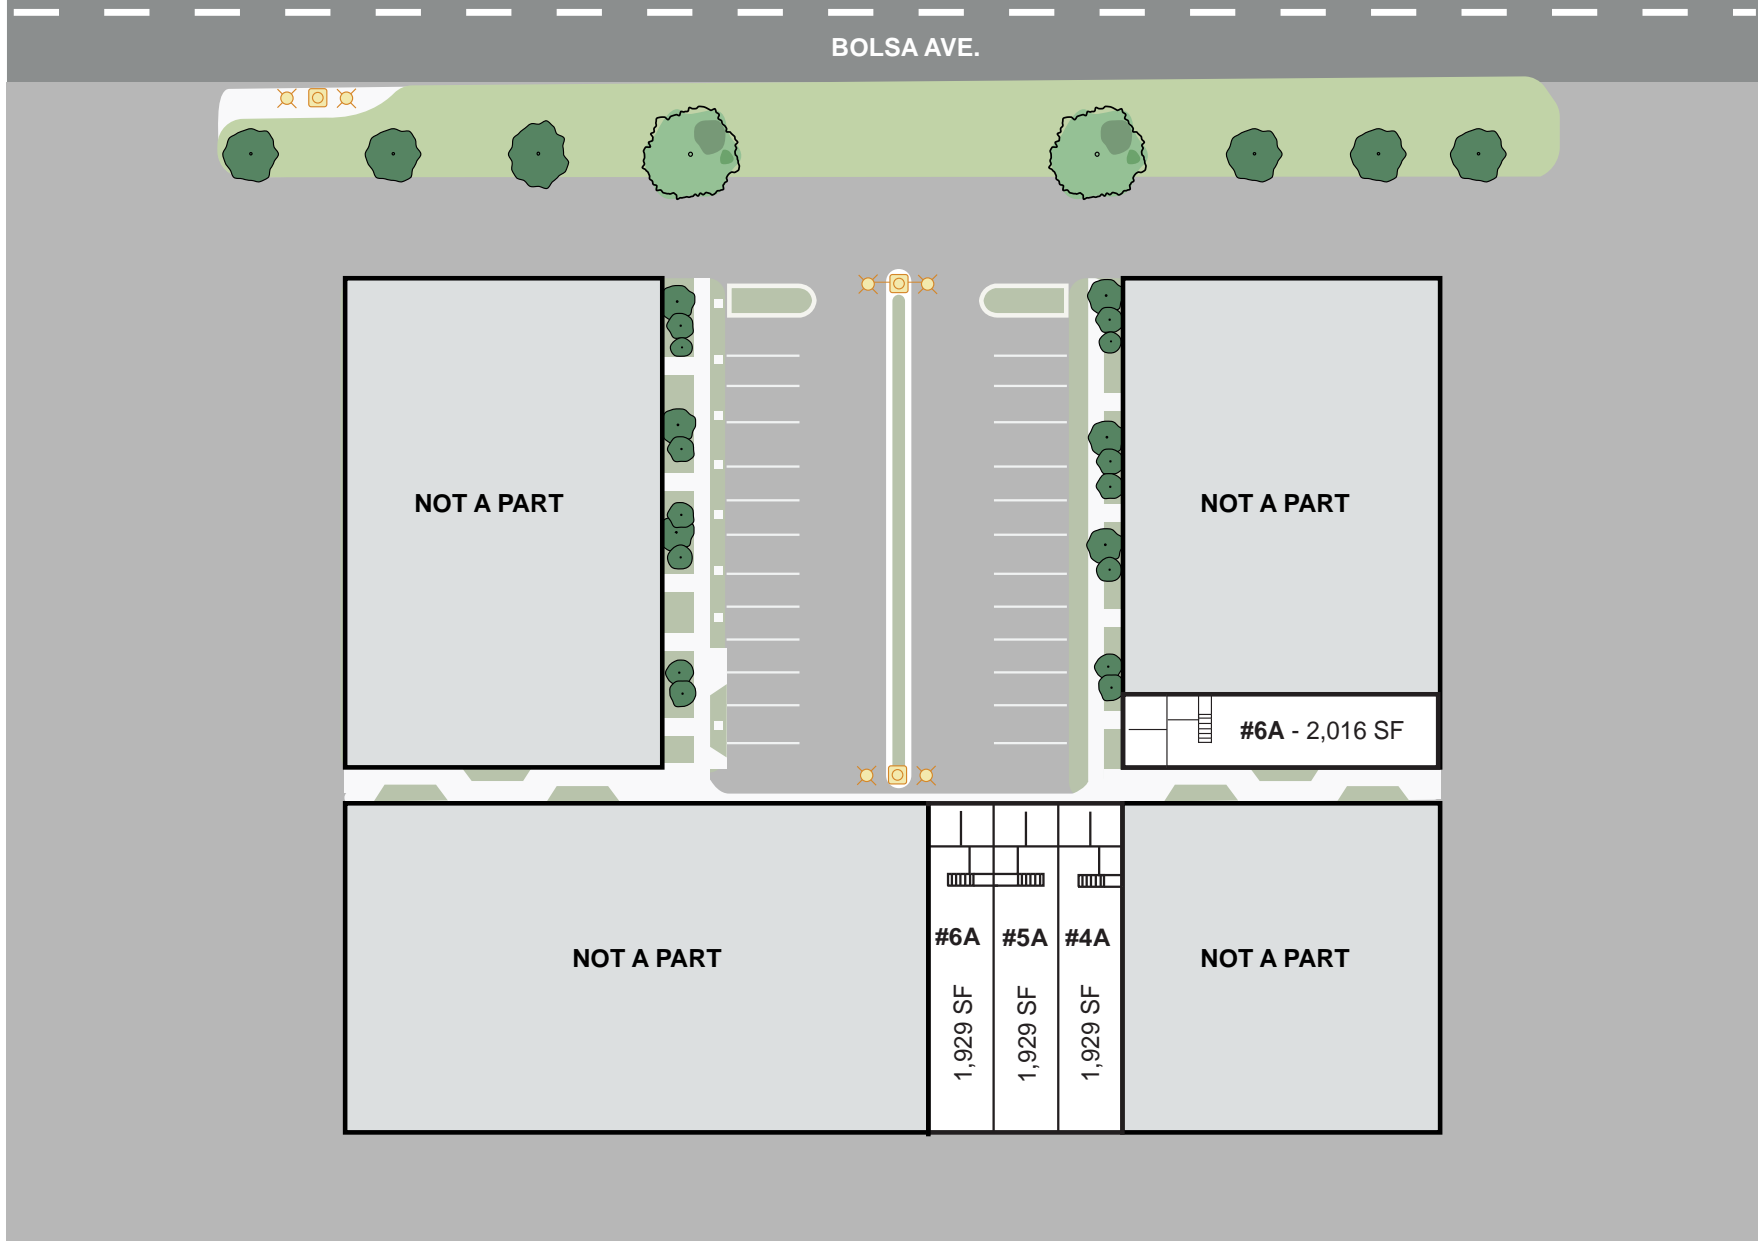 BOLSA AVE.
NOT A PART
NOT A PART
#6A - 2,016 SF
NOT A PART
#6A
#5A
#4A
1,929 SF
1,929 SF
1,929 SF
NOT A PART